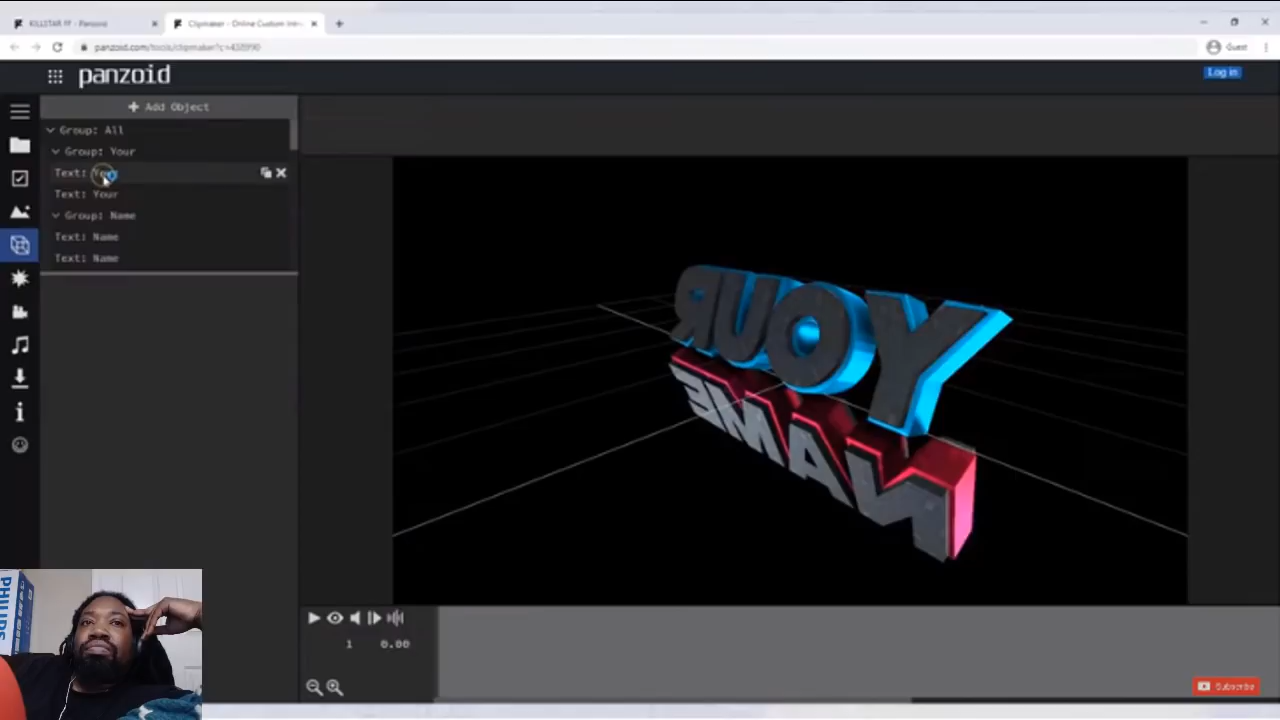 KILLSTAR FF - Panzoid
Clipmaker - Online Custom Intr
panzoid.com/tools/clipmaker?c=
Guest
panzoid
Log in
Add Object
Group: All
Group: Your
Text: Your
Text: Your
Group: Name
Text: Name
Text: Name
YOUR
NAME
PHILIPS
1 0.00
Subscribe